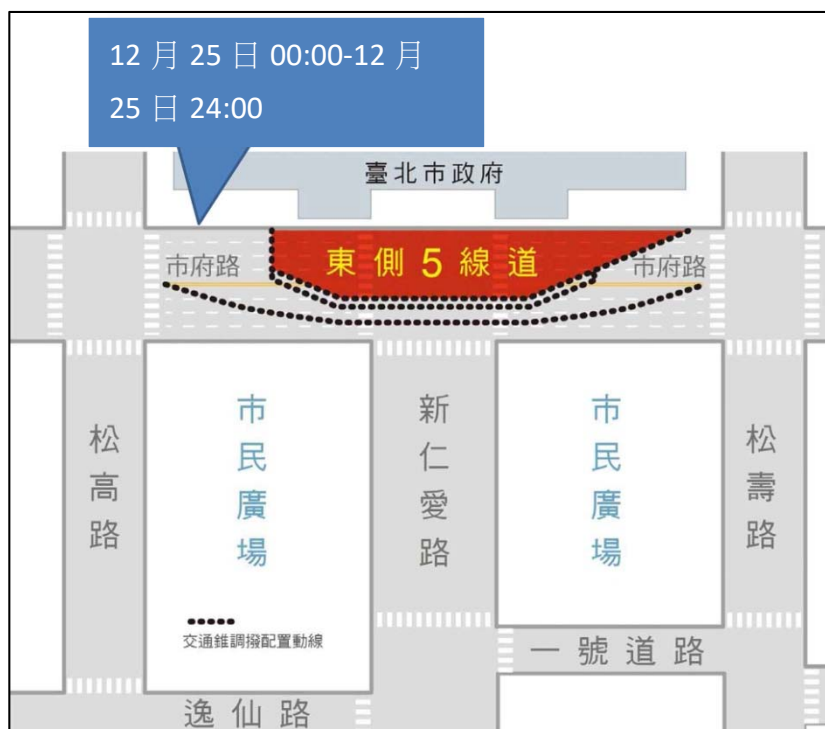 12 月 25 日 00:00-12 月
25 日 24:00
臺北市政府
市府路
東側5線道
市府路
松高路
市民廣場
新仁愛路
市民廣場
松壽路
交通錐調撥配置動線
一號道路
逸仙路